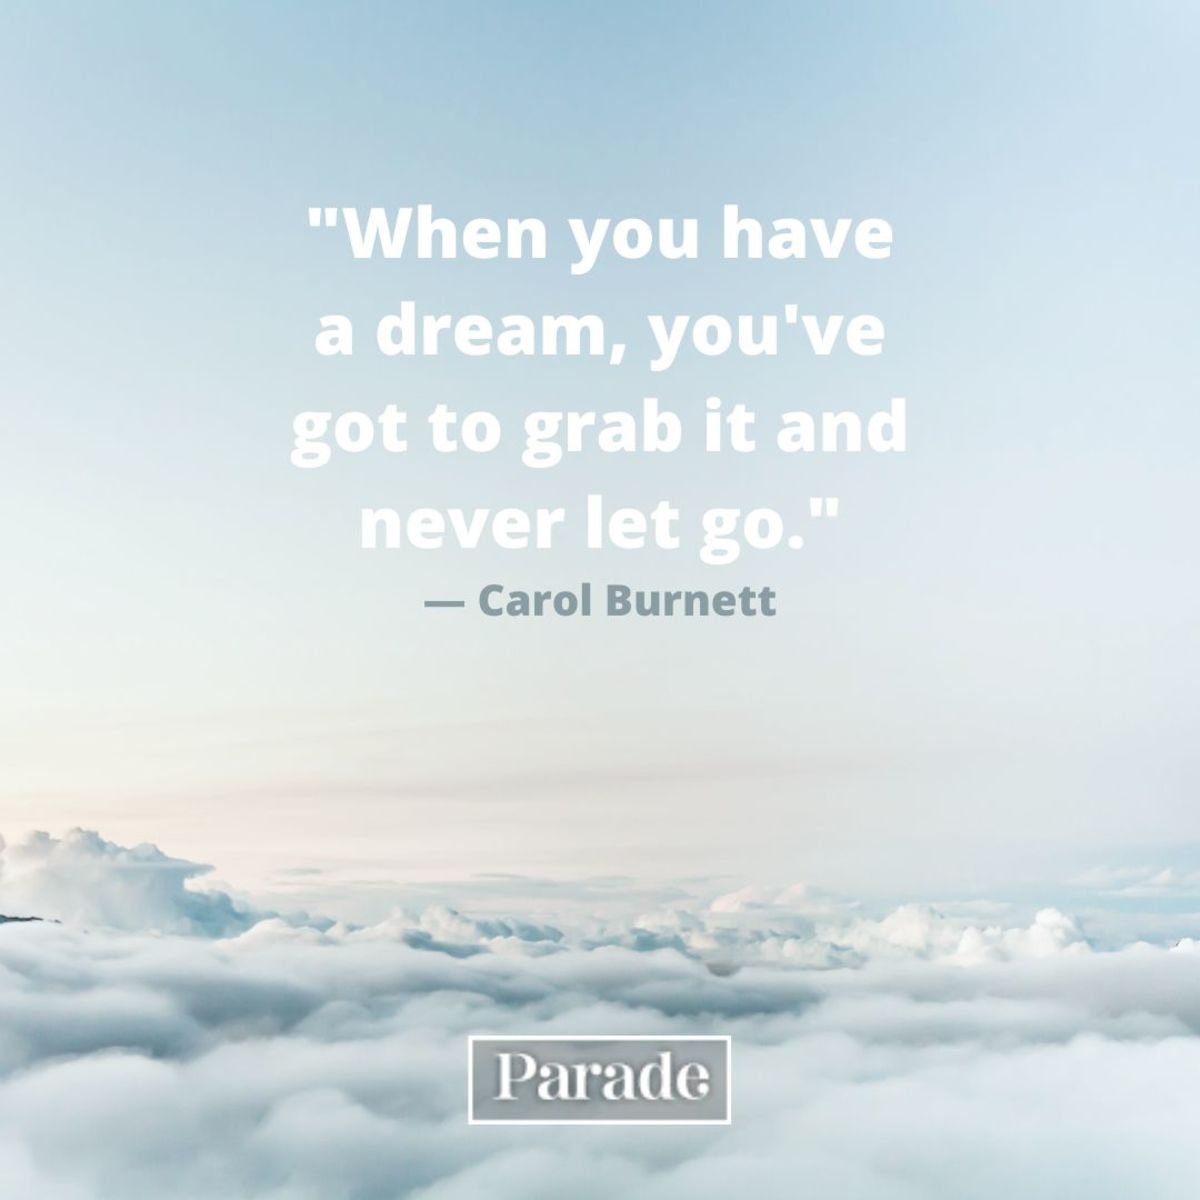 "When you have
a dream, you've
got to grab it and
never let go."
— Carol Burnett
Parade